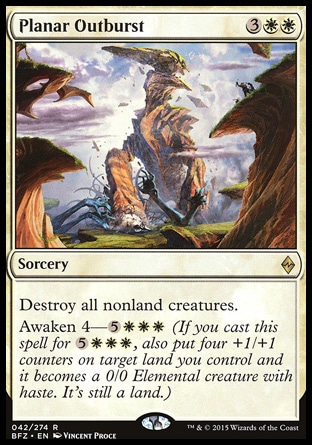 Planar Outburst 3
Sorcery
Destroy all nonland creatures.
Awaken 4—5 (If you cast this
spell for 5, also put four +1/+1
counters on target land you control and
it becomes a 0/0 Elemental creature with
haste. It's still a land.)
042/274 R
BFZ • EN Vincent Proce
™ & © 2015 Wizards of the Coast